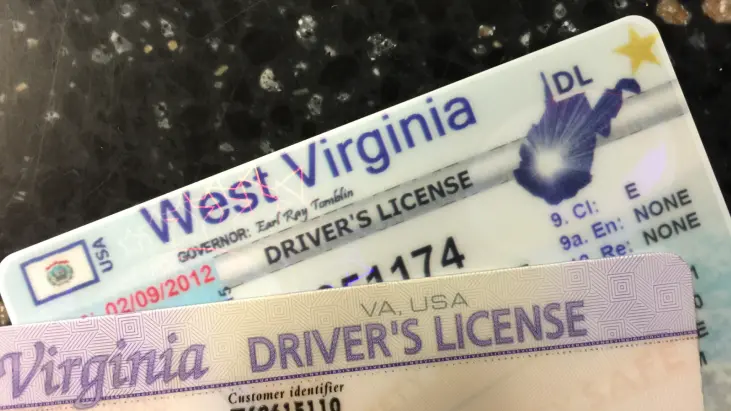 DL
West Virginia
USA
GOVERNOR: Earl Ray Tomblin
DRIVER'S LICENSE
9. Cl: E
9a. En: NONE
Re: NONE
02/09/2012
51174
VA, USA
Virginia DRIVER'S LICENSE
Customer identifier